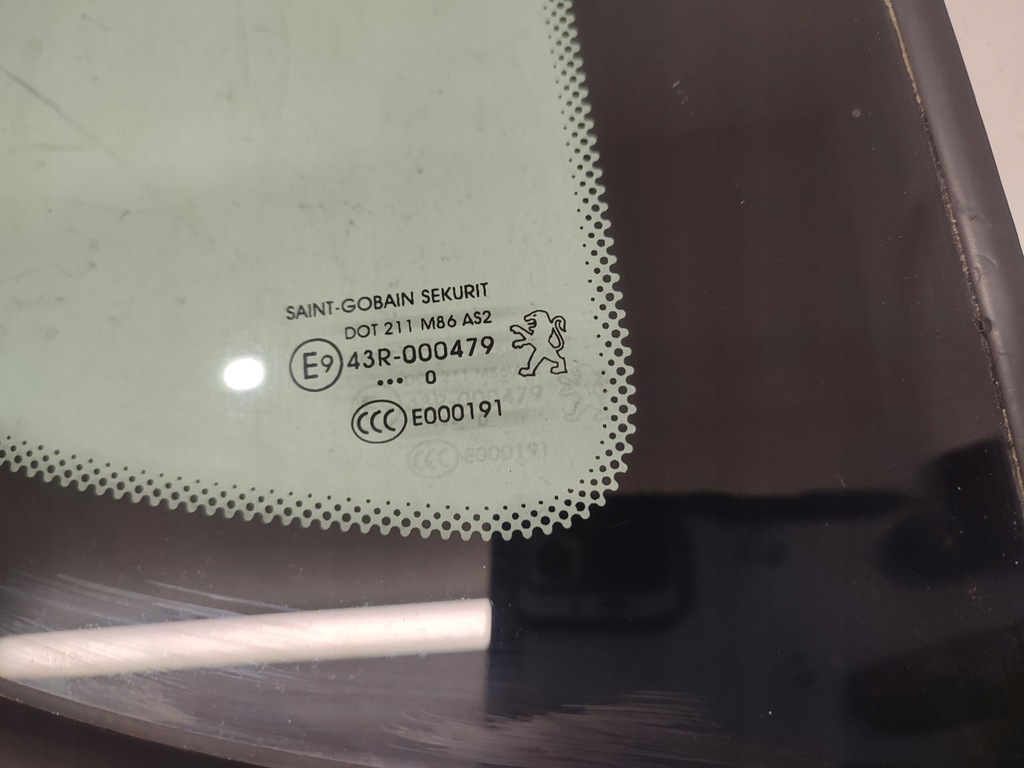 SAINT-GOBAIN SEKURIT
DOT 211 M86 AS2
E9 43R-000479
... 0
CCC E000191